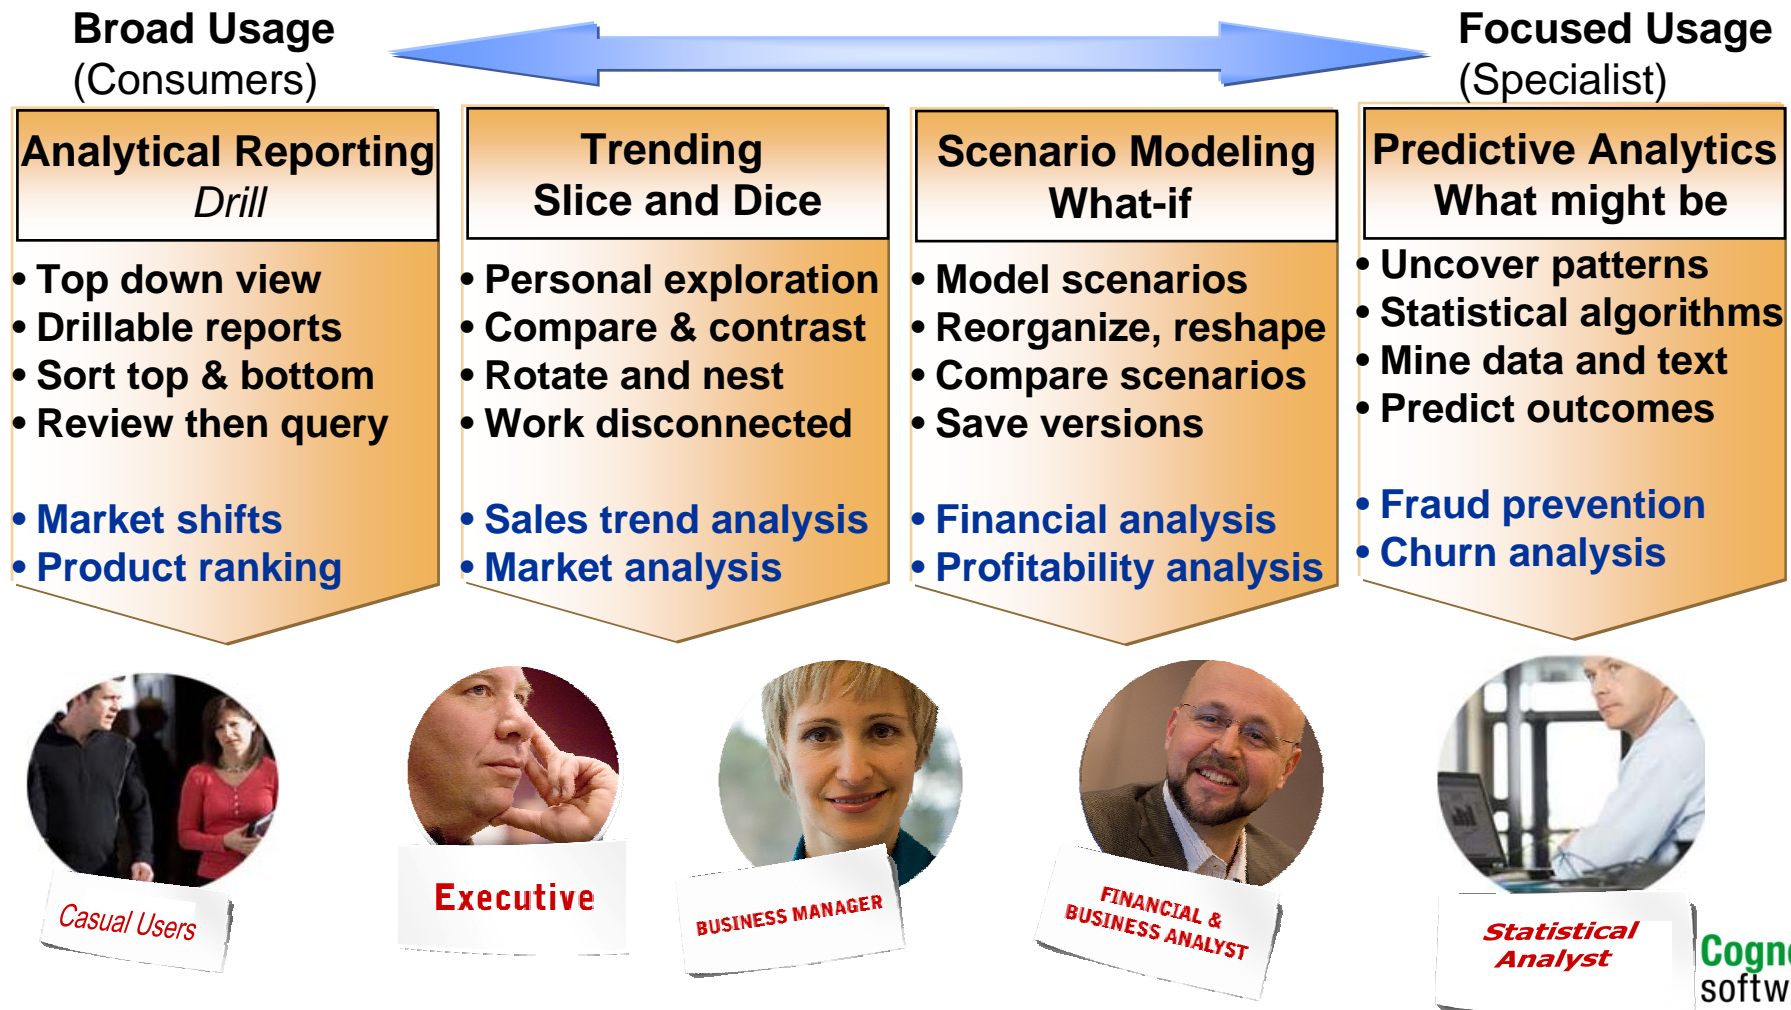 Broad Usage
(Consumers)
Focused Usage
(Specialist)
Analytical Reporting
Drill
• Top down view
• Drillable reports
• Sort top & bottom
• Review then query
• Market shifts
• Product ranking
Trending
Slice and Dice
• Personal exploration
• Compare & contrast
• Rotate and nest
• Work disconnected
• Sales trend analysis
• Market analysis
Scenario Modeling
What-if
• Model scenarios
• Reorganize, reshape
• Compare scenarios
• Save versions
• Financial analysis
• Profitability analysis
Predictive Analytics
What might be
• Uncover patterns
• Statistical algorithms
• Mine data and text
• Predict outcomes
• Fraud prevention
• Churn analysis
Casual Users
Executive
BUSINESS MANAGER
FINANCIAL &
BUSINESS ANALYST
Statistical
Analyst